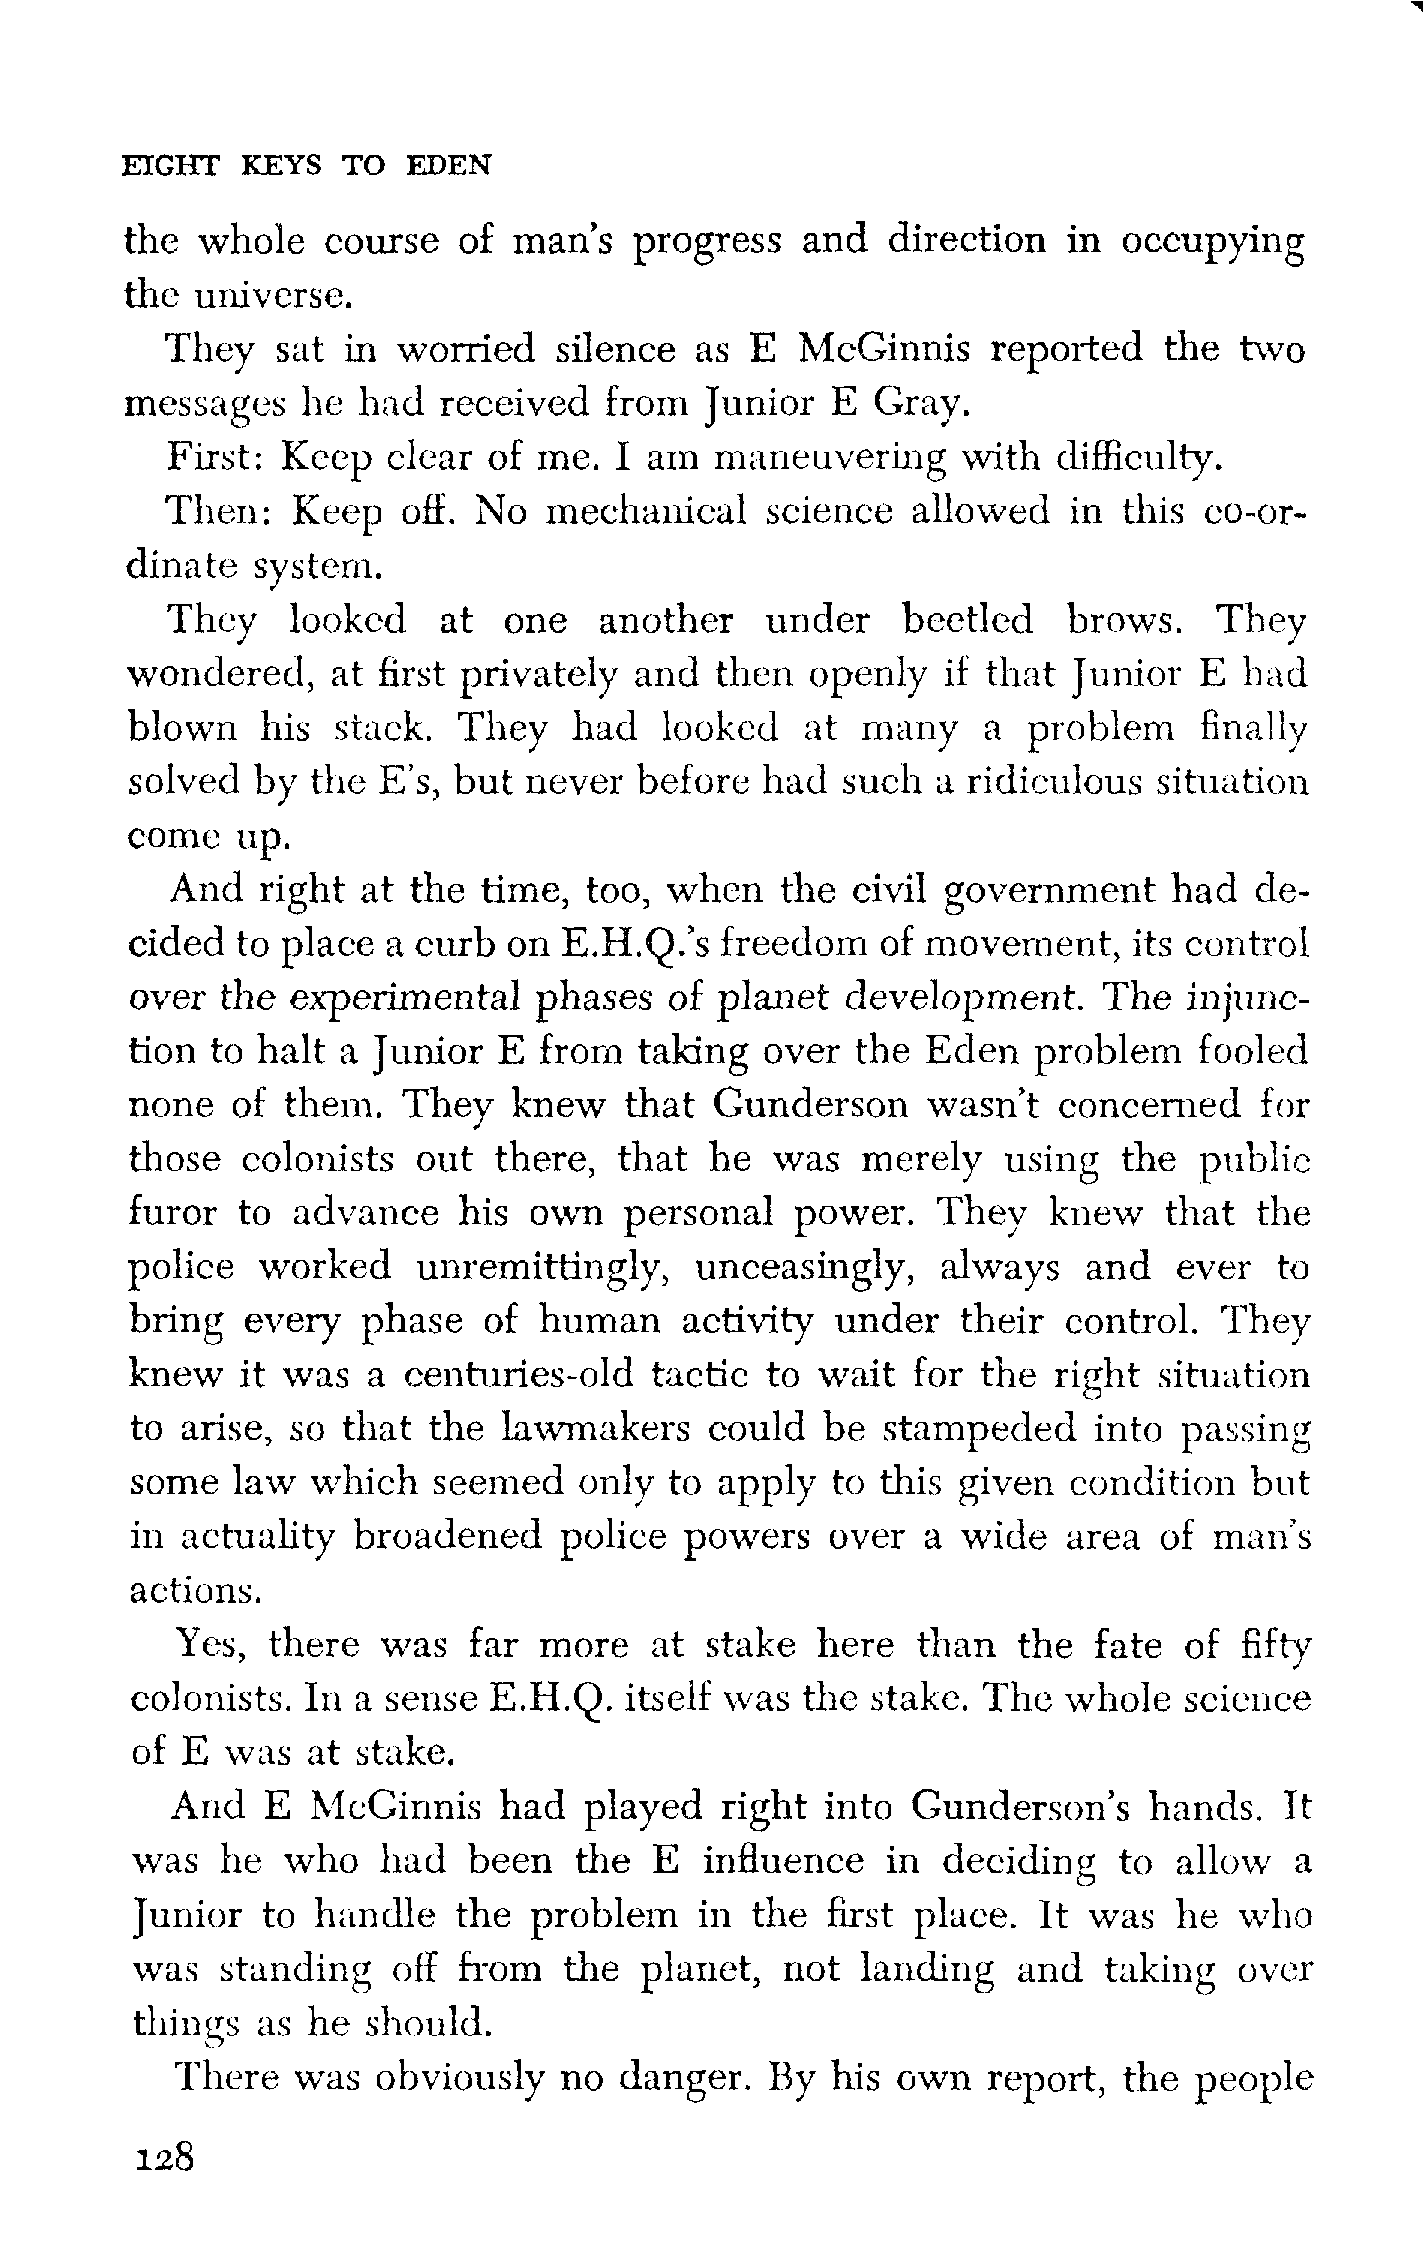 EIGHT KEYS TO EDEN
the whole course of man's progress and direction in occupying
the universe.
They sat in worried silence as E McGinnis reported the two
messages he had received from Junior E Gray.
First: Keep clear of me. I am maneuvering with difficulty.
Then: Keep off. No mechanical science allowed in this co-or-
dinate system.
They looked at one another under beetled brows. They
wondered, at first privately and then openly if that Junior E had
blown his stack. They had looked at many a problem finally
solved by the E's, but never before had such a ridiculous situation
come up.
And right at the time, too, when the civil government had de-
cided to place a curb on E.H.Q.'s freedom of movement, its control
over the experimental phases of planet development. The injunc-
tion to halt a Junior E from taking over the Eden problem fooled
none of them. They knew that Gunderson wasn't concerned for
those colonists out there, that he was merely using the public
furor to advance his own personal power. They knew that the
police worked unremittingly, unceasingly, always and ever to
bring every phase of human activity under their control. They
knew it was a centuries-old tactic to wait for the right situation
to arise, so that the lawmakers could be stampeded into passing
some law which seemed only to apply to this given condition but
in actuality broadened police powers over a wide area of man's
actions.
Yes, there was far more at stake here than the fate of fifty
colonists. In a sense E.H.Q. itself was the stake. The whole science
of E was at stake.
And E McGinnis had played right into Gunderson's hands. It
was he who had been the E influence in deciding to allow a
Junior to handle the problem in the first place. It was he who
was standing off from the planet, not landing and taking over
things as he should.
There was obviously no danger. By his own report, the people
128